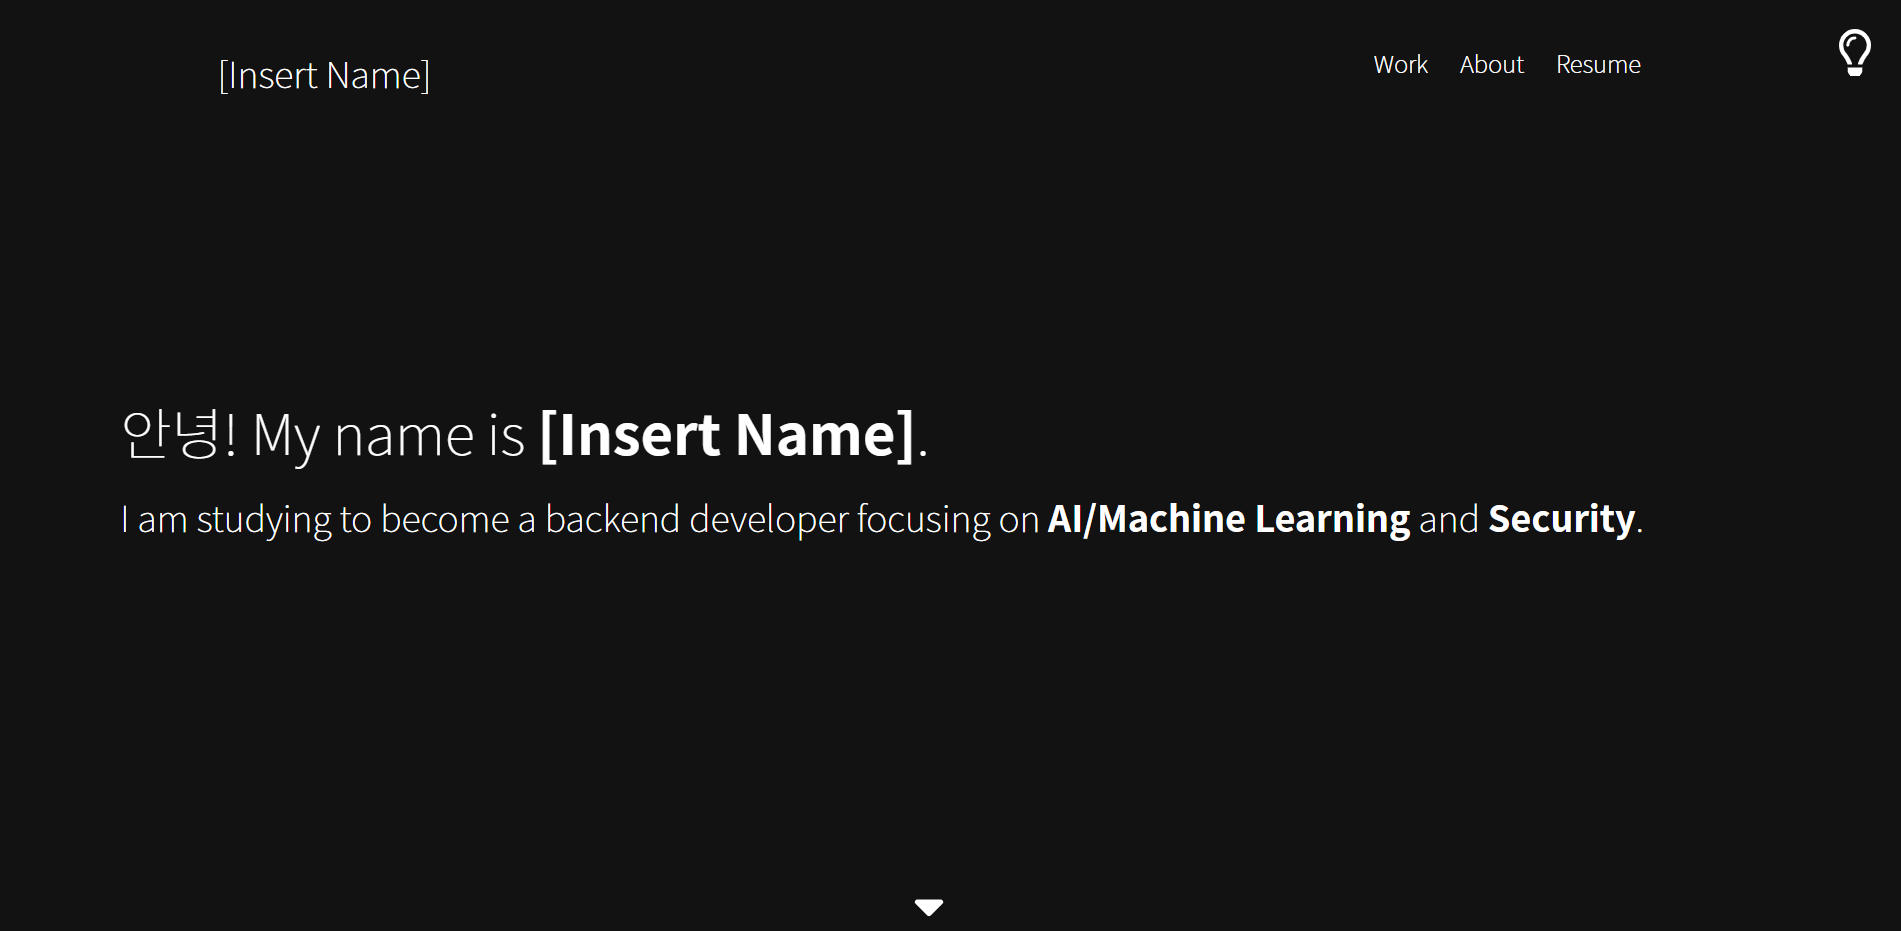 [Insert Name]
Work About Resume
안녕! My name is [Insert Name].
I am studying to become a backend developer focusing on AI/Machine Learning and Security.